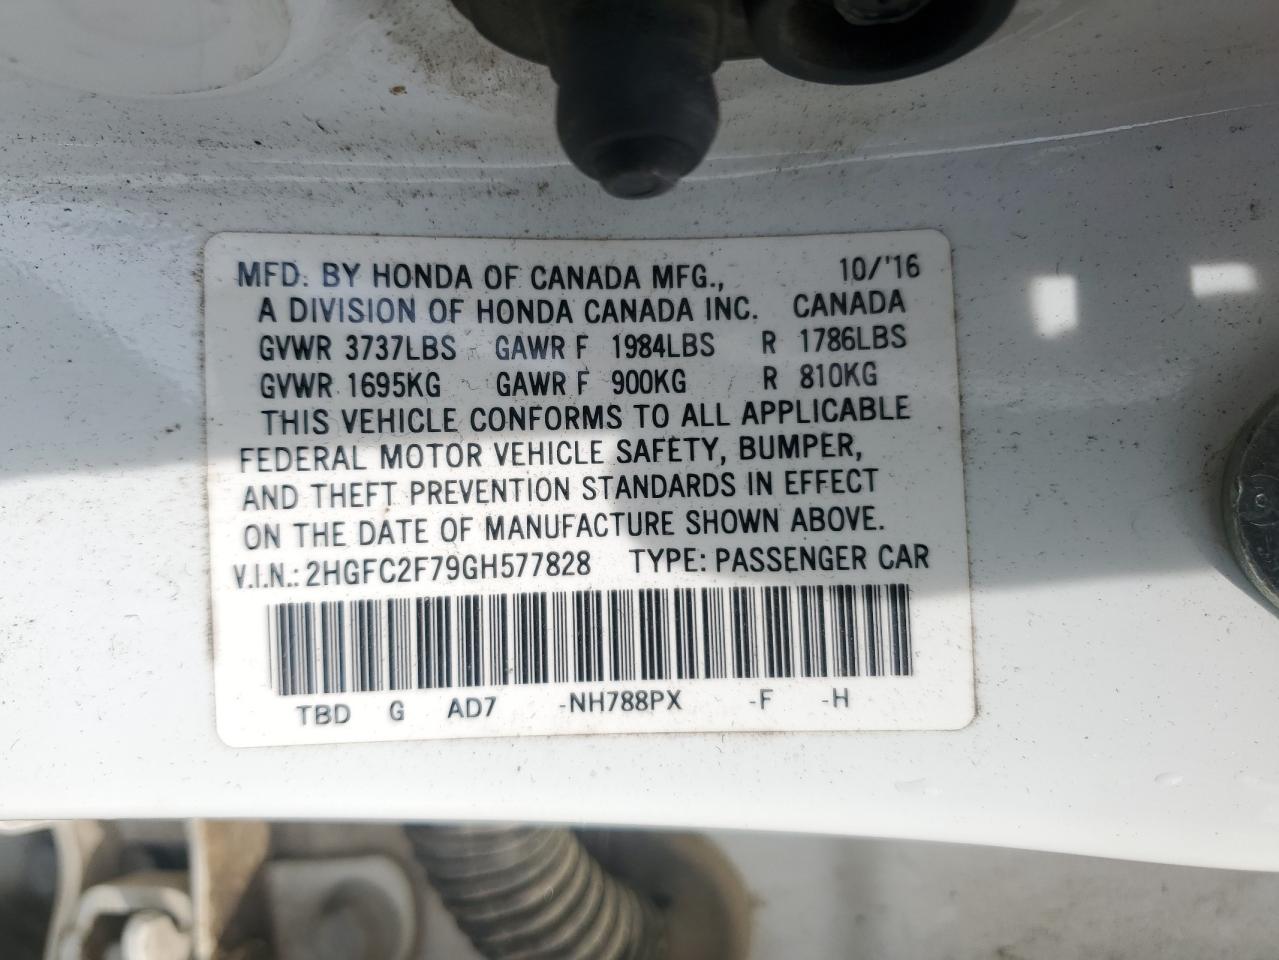 MFD. BY HONDA OF CANADA MFG., 10/'16
A DIVISION OF HONDA CANADA INC. CANADA
GVWR 3737LBS GAWR F 1984LBS R 1786LBS
GVWR 1695KG GAWR F 900KG R 810KG
THIS VEHICLE CONFORMS TO ALL APPLICABLE
FEDERAL MOTOR VEHICLE SAFETY, BUMPER,
AND THEFT PREVENTION STANDARDS IN EFFECT
ON THE DATE OF MANUFACTURE SHOWN ABOVE.
V.I.N.: 2HGFC2F79GH577828 TYPE: PASSENGER CAR
TBD G AD7 -NH788PX -F -H